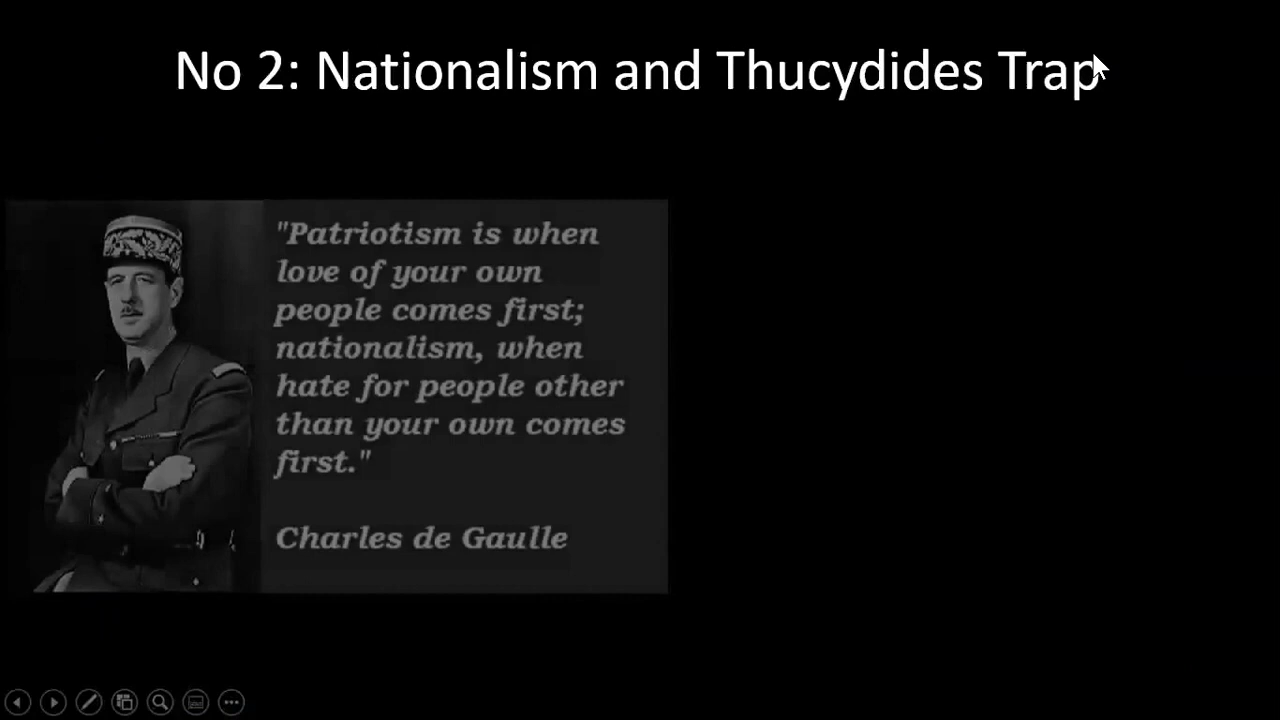 No 2: Nationalism and Thucydides Trap
"Patriotism is when
love of your own
people comes first;
nationalism, when
hate for people other
than your own comes
first."
Charles de Gaulle